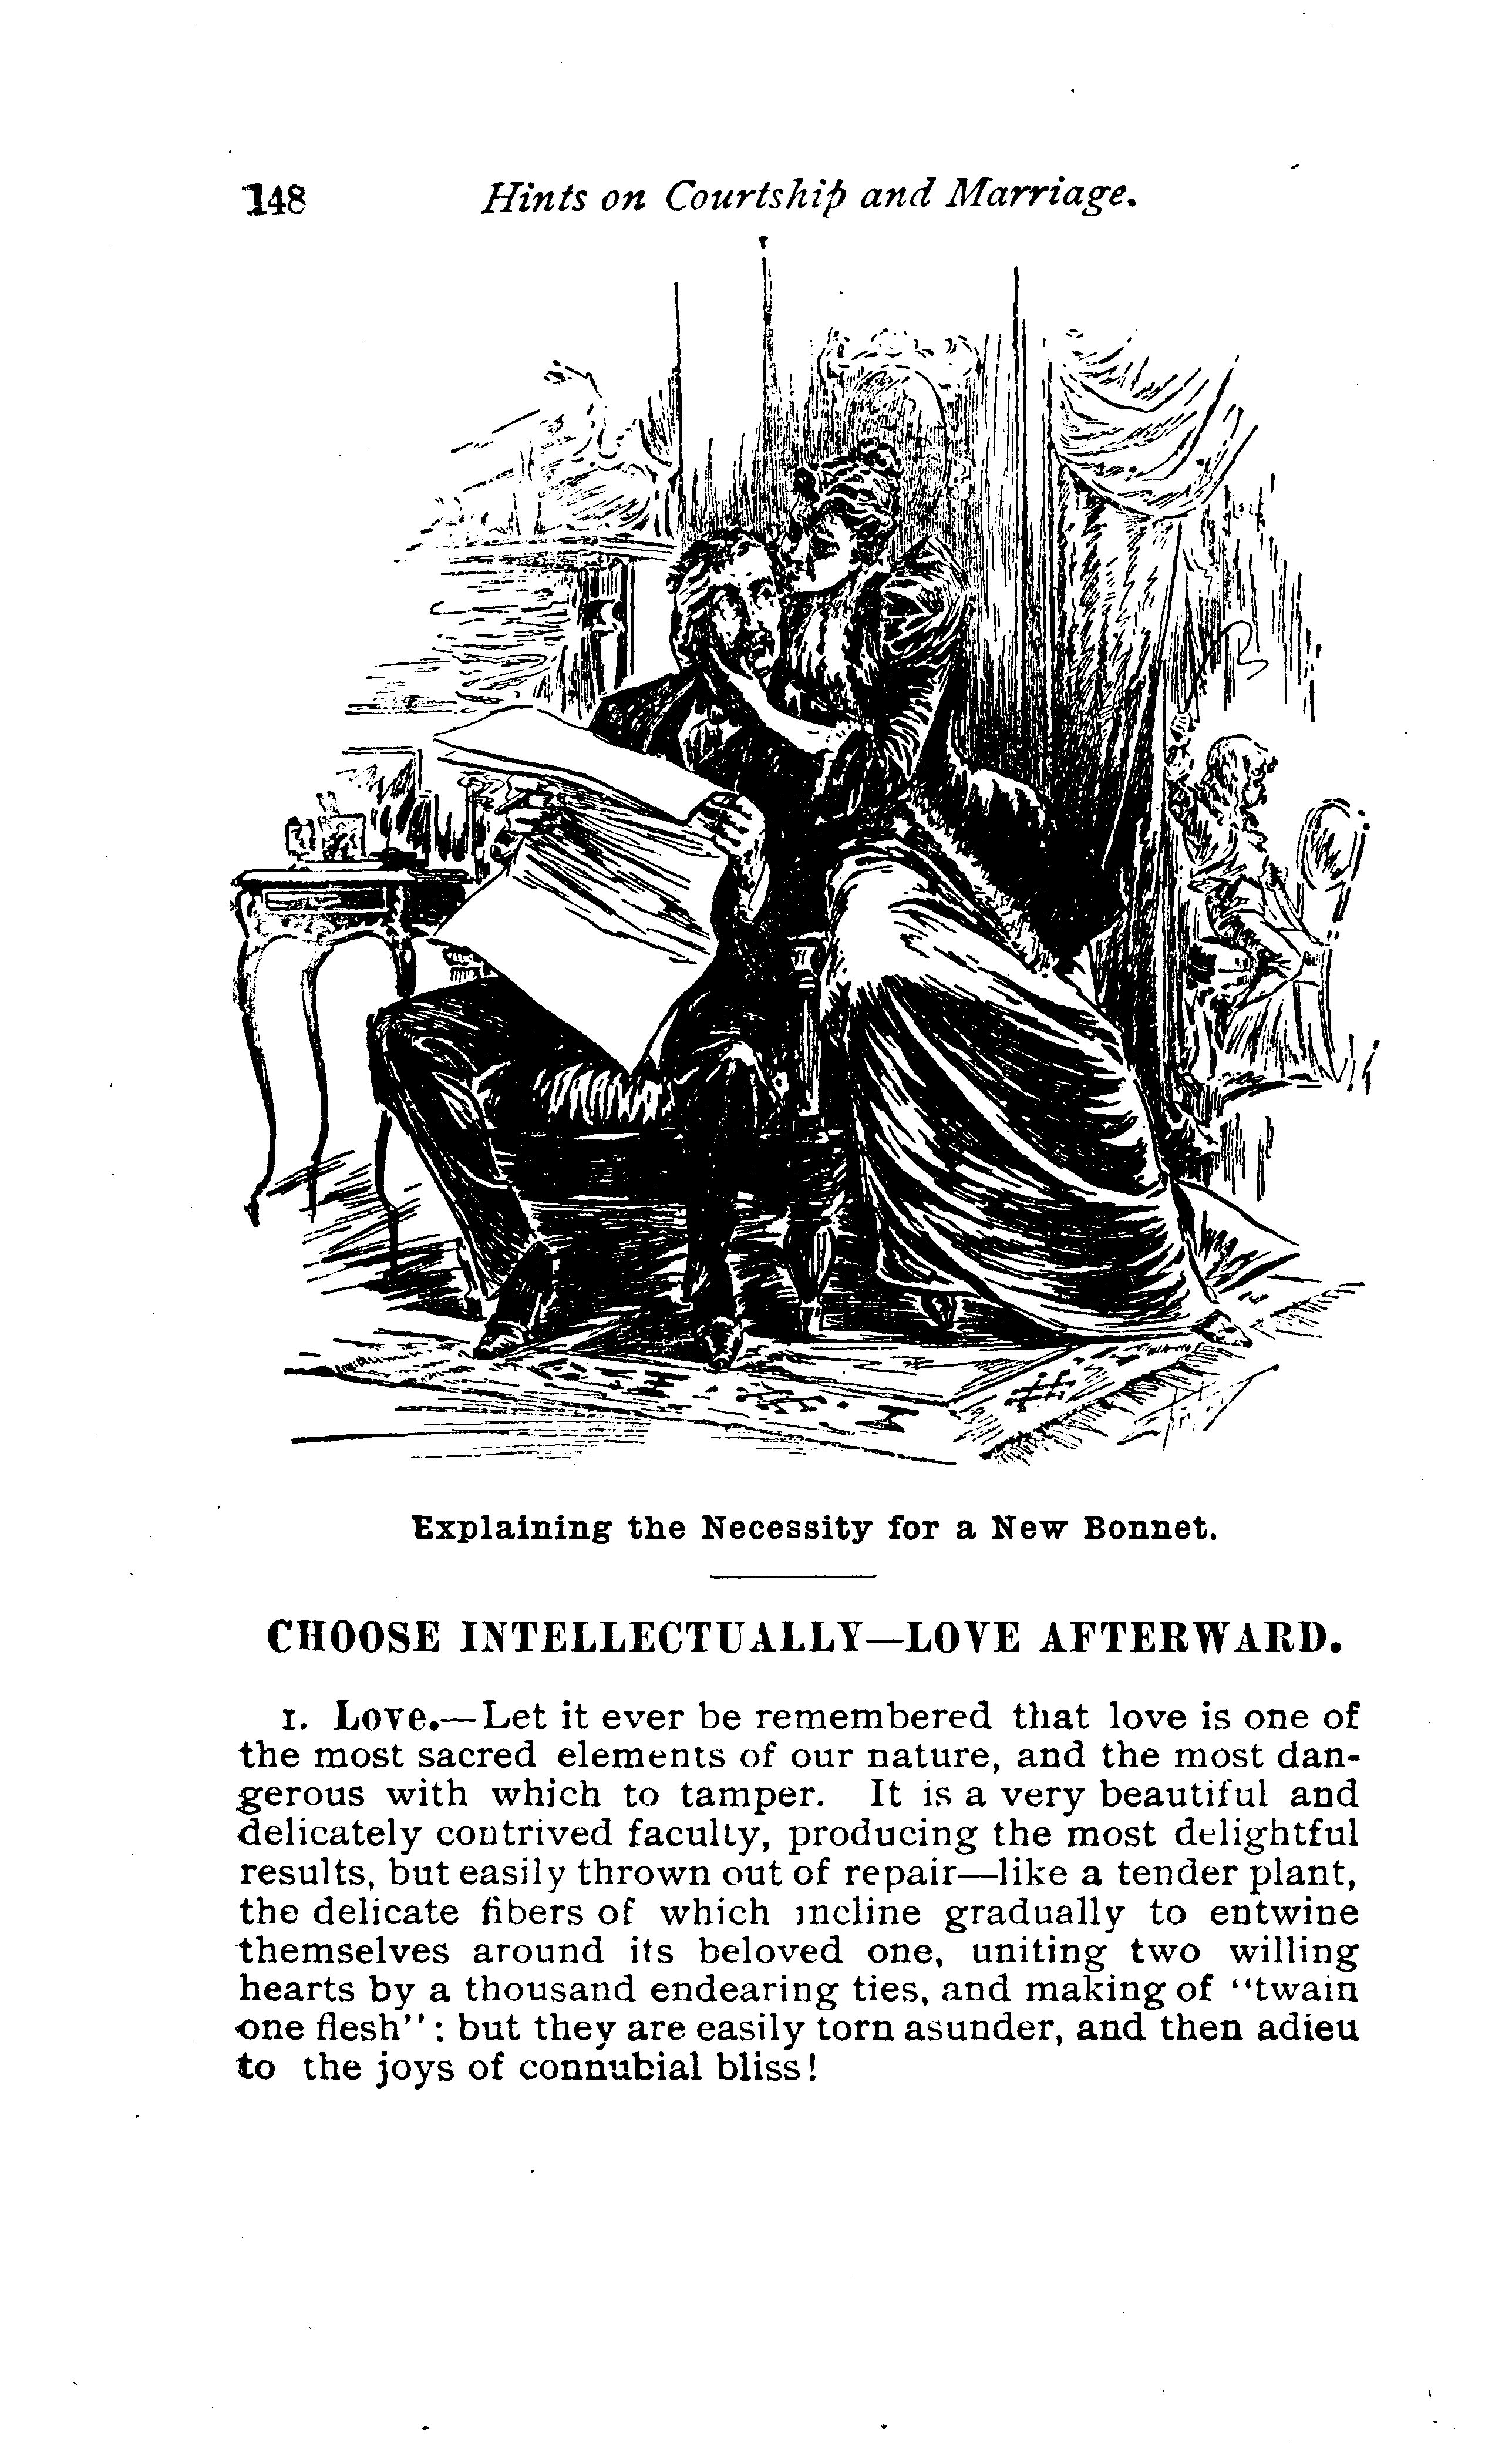 148 Hints on Courtship and Marriage.
Explaining the Necessity for a New Bonnet.
CHOOSE INTELLECTUALLY—LOVE AFTERWARD.
1. Love.—Let it ever be remembered that love is one of
the most sacred elements of our nature, and the most dan-
gerous with which to tamper. It is a very beautiful and
delicately contrived faculty, producing the most delightful
results, but easily thrown out of repair—like a tender plant,
the delicate fibers of which incline gradually to entwine
themselves around its beloved one, uniting two willing
hearts by a thousand endearing ties, and making of "twain
one flesh": but they are easily torn asunder, and then adieu
to the joys of connubial bliss!